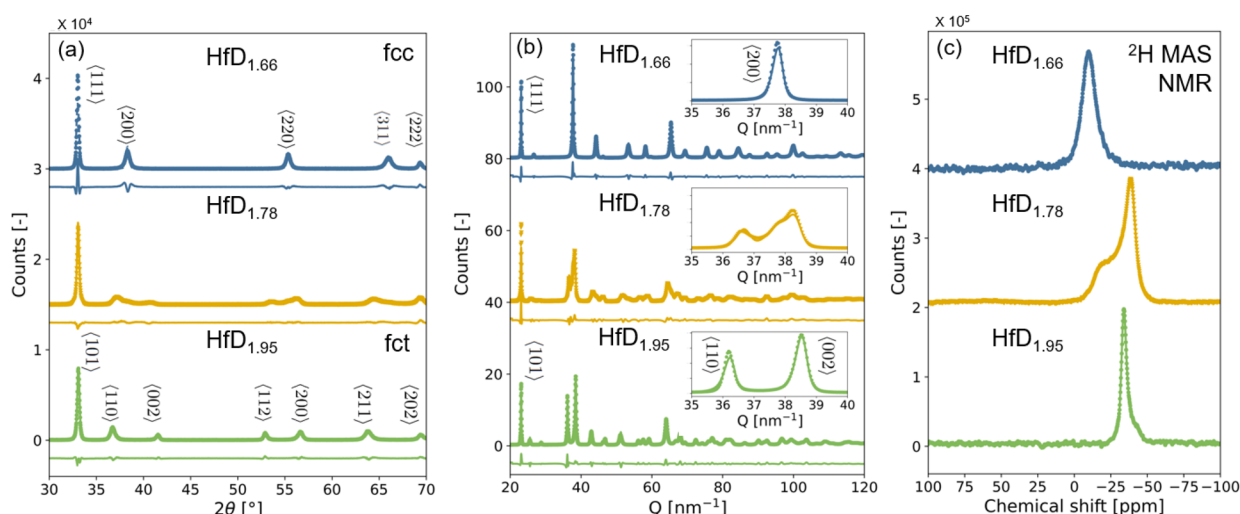 X 10⁴
(a)
HfD₁.₆₆
fcc
4
⟨111⟩
⟨200⟩
⟨220⟩
⟨311⟩
⟨222⟩
3
HfD₁.₇₈
Counts [-]
2
HfD₁.₉₅
fct
1
⟨101⟩
⟨110⟩
⟨002⟩
⟨112⟩
⟨200⟩
⟨211⟩
⟨202⟩
0
30 35 40 45 50 55 60 65 70
2θ [°]
(b)
HfD₁.₆₆
⟨200⟩
35 36 37 38 39 40
Q [nm⁻¹]
100
⟨111⟩
80
HfD₁.₇₈
35 36 37 38 39 40
Q [nm⁻¹]
60
Counts [-]
40
HfD₁.₉₅
⟨110⟩
⟨002⟩
35 36 37 38 39 40
Q [nm⁻¹]
⟨101⟩
20
0
20 40 60 80 100 120
Q [nm⁻¹]
X 10⁵
(c)
HfD₁.₆₆
²H MAS
NMR
5
4
HfD₁.₇₈
Counts [-]
3
2
HfD₁.₉₅
1
0
100 75 50 25 0 −25 −50 −75 −100
Chemical shift [ppm]